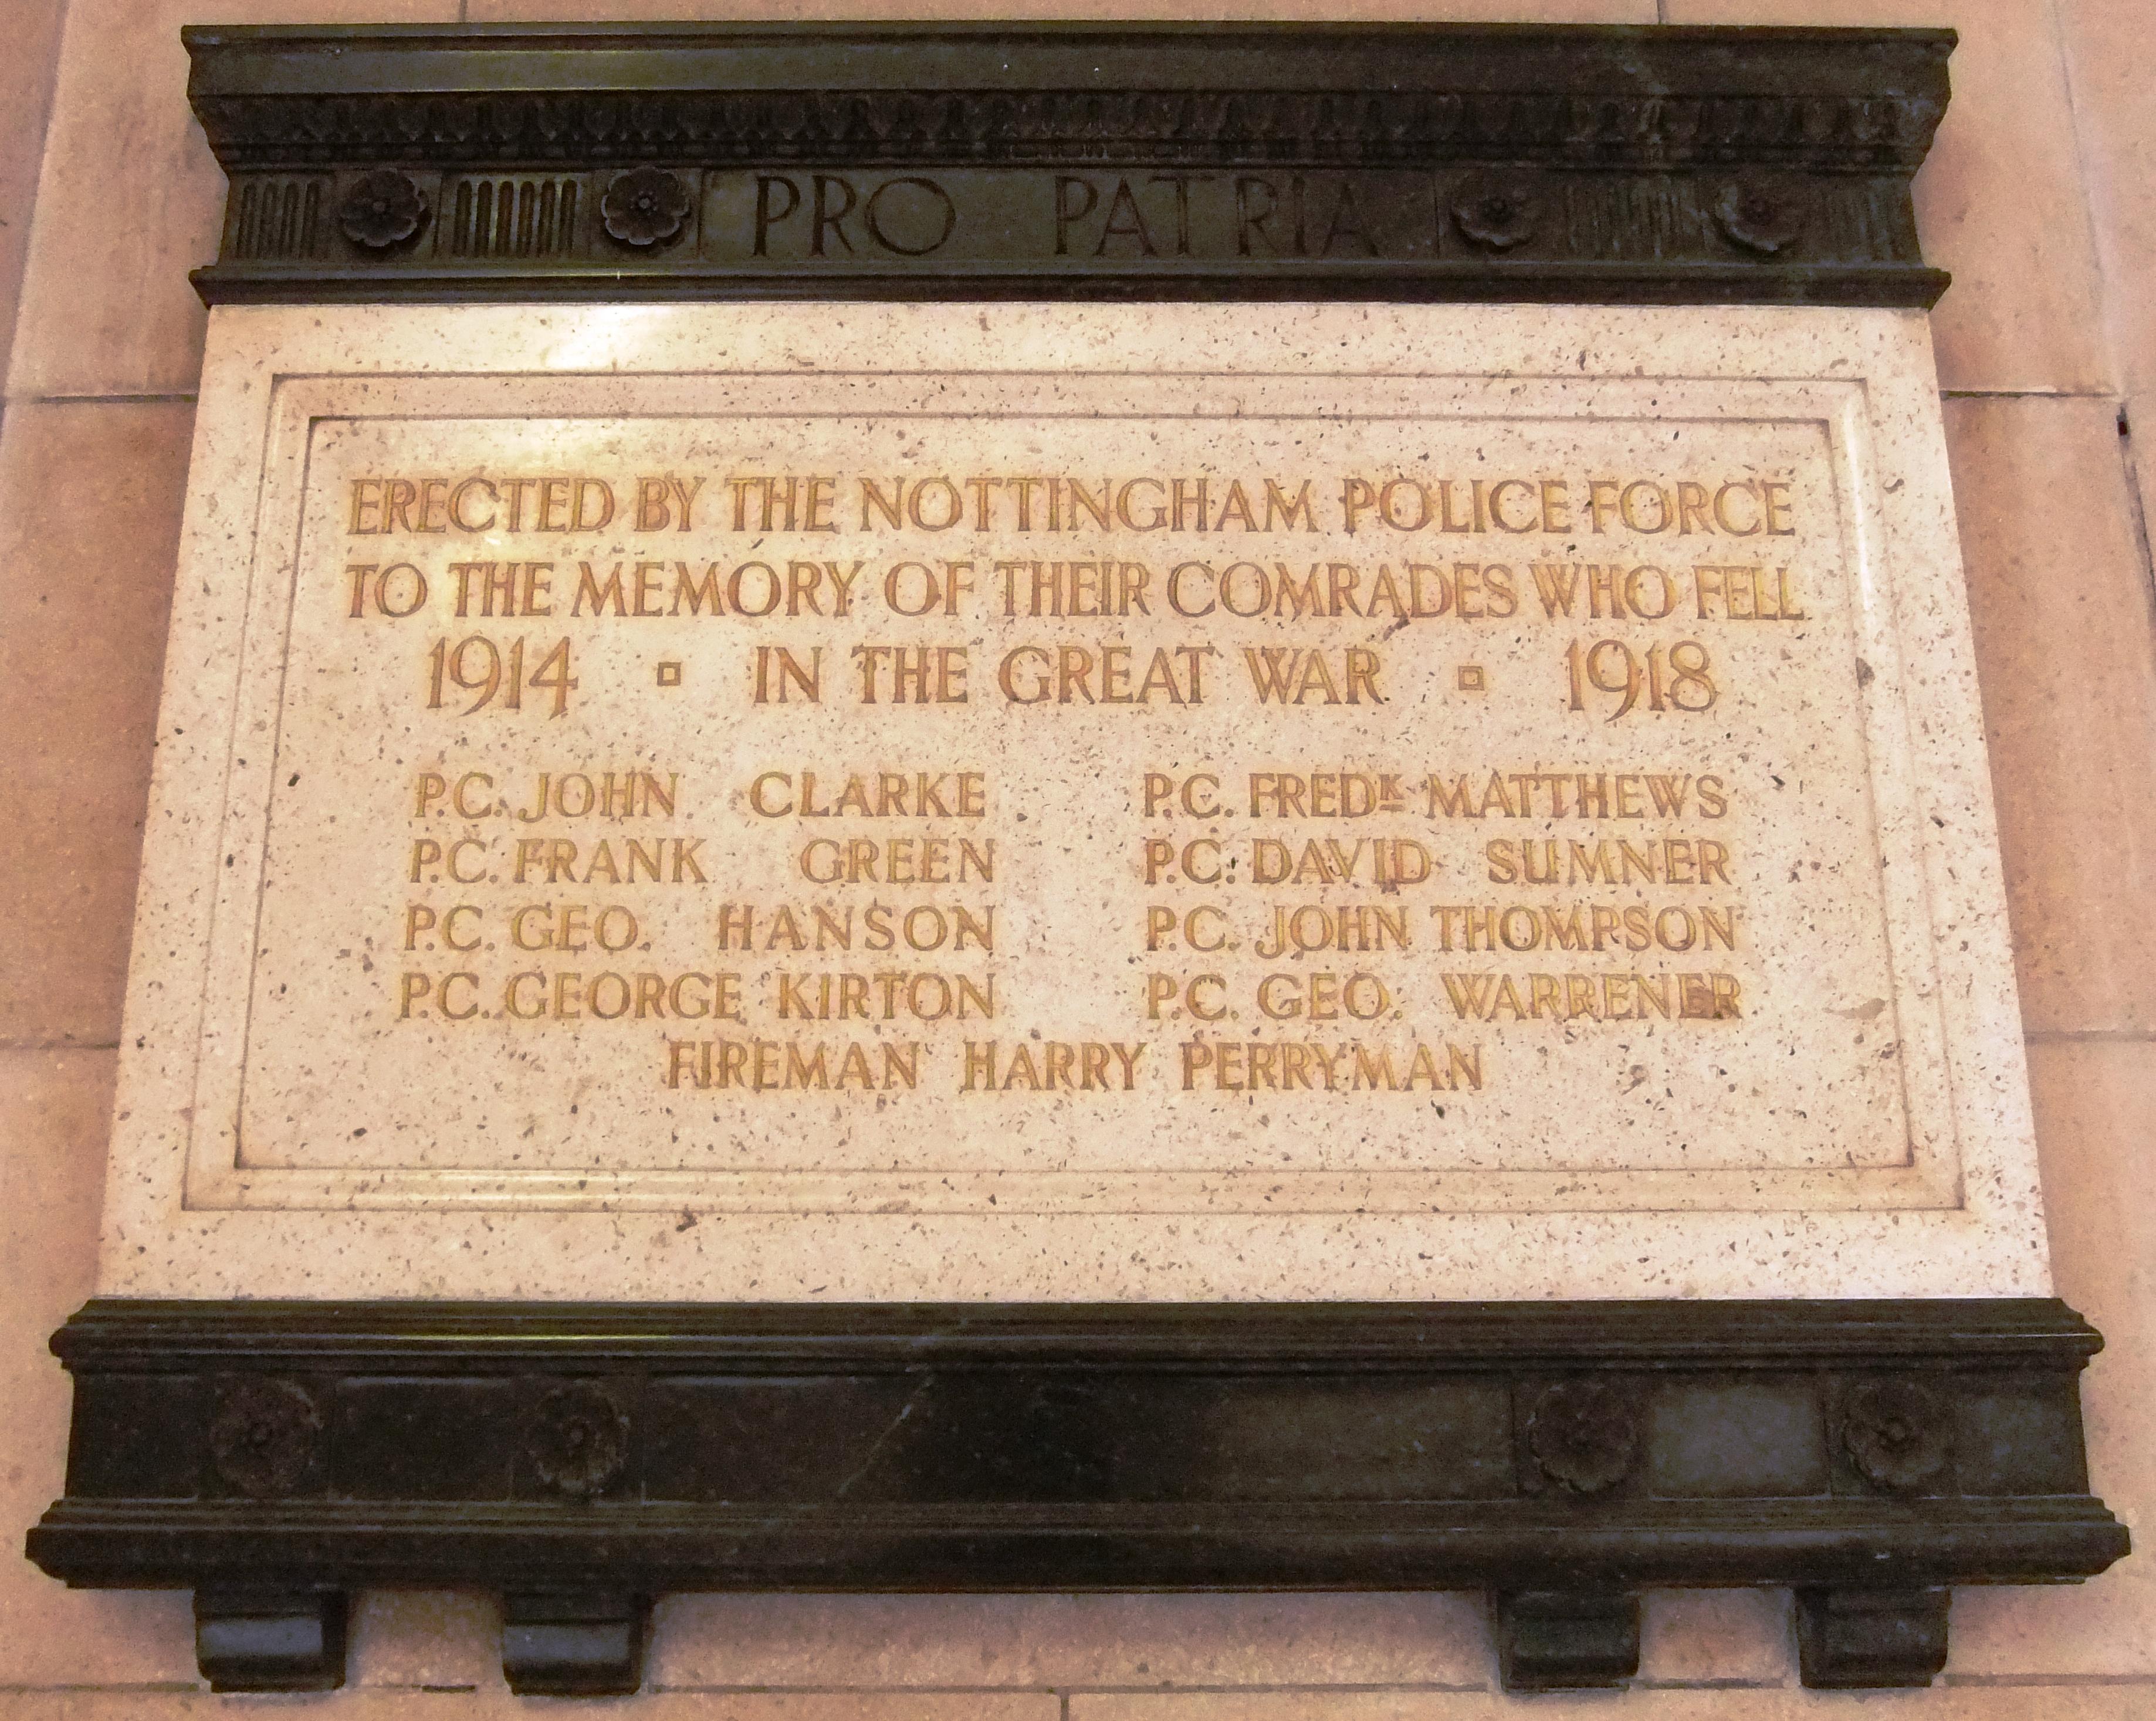 PRO PATRIA
ERECTED BY THE NOTTINGHAM POLICE FORCE
TO THE MEMORY OF THEIR COMRADES WHO FELL
1914 ▫ IN THE GREAT WAR ▫ 1918
P.C. JOHN CLARKE P.C. FREDK MATTHEWS
P.C. FRANK GREEN P.C. DAVID SUMNER
P.C. GEO. HANSON P.C. JOHN THOMPSON
P.C. GEORGE KIRTON P.C. GEO. WARRENER
FIREMAN HARRY PERRYMAN